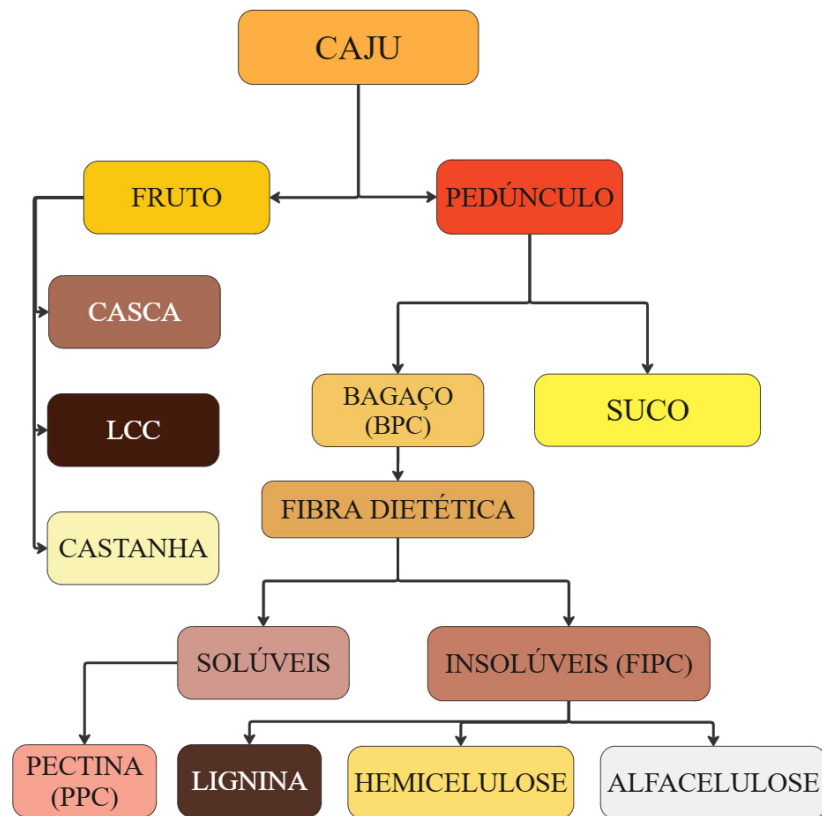 CAJU
FRUTO
PEDÚNCULO
CASCA
LCC
CASTANHA
BAGAÇO
(BPC)
SUCO
FIBRA DIETÉTICA
SOLÚVEIS
INSOLÚVEIS (FIPC)
PECTINA
(PPC)
LIGNINA
HEMICELULOSE
ALFACELULOSE